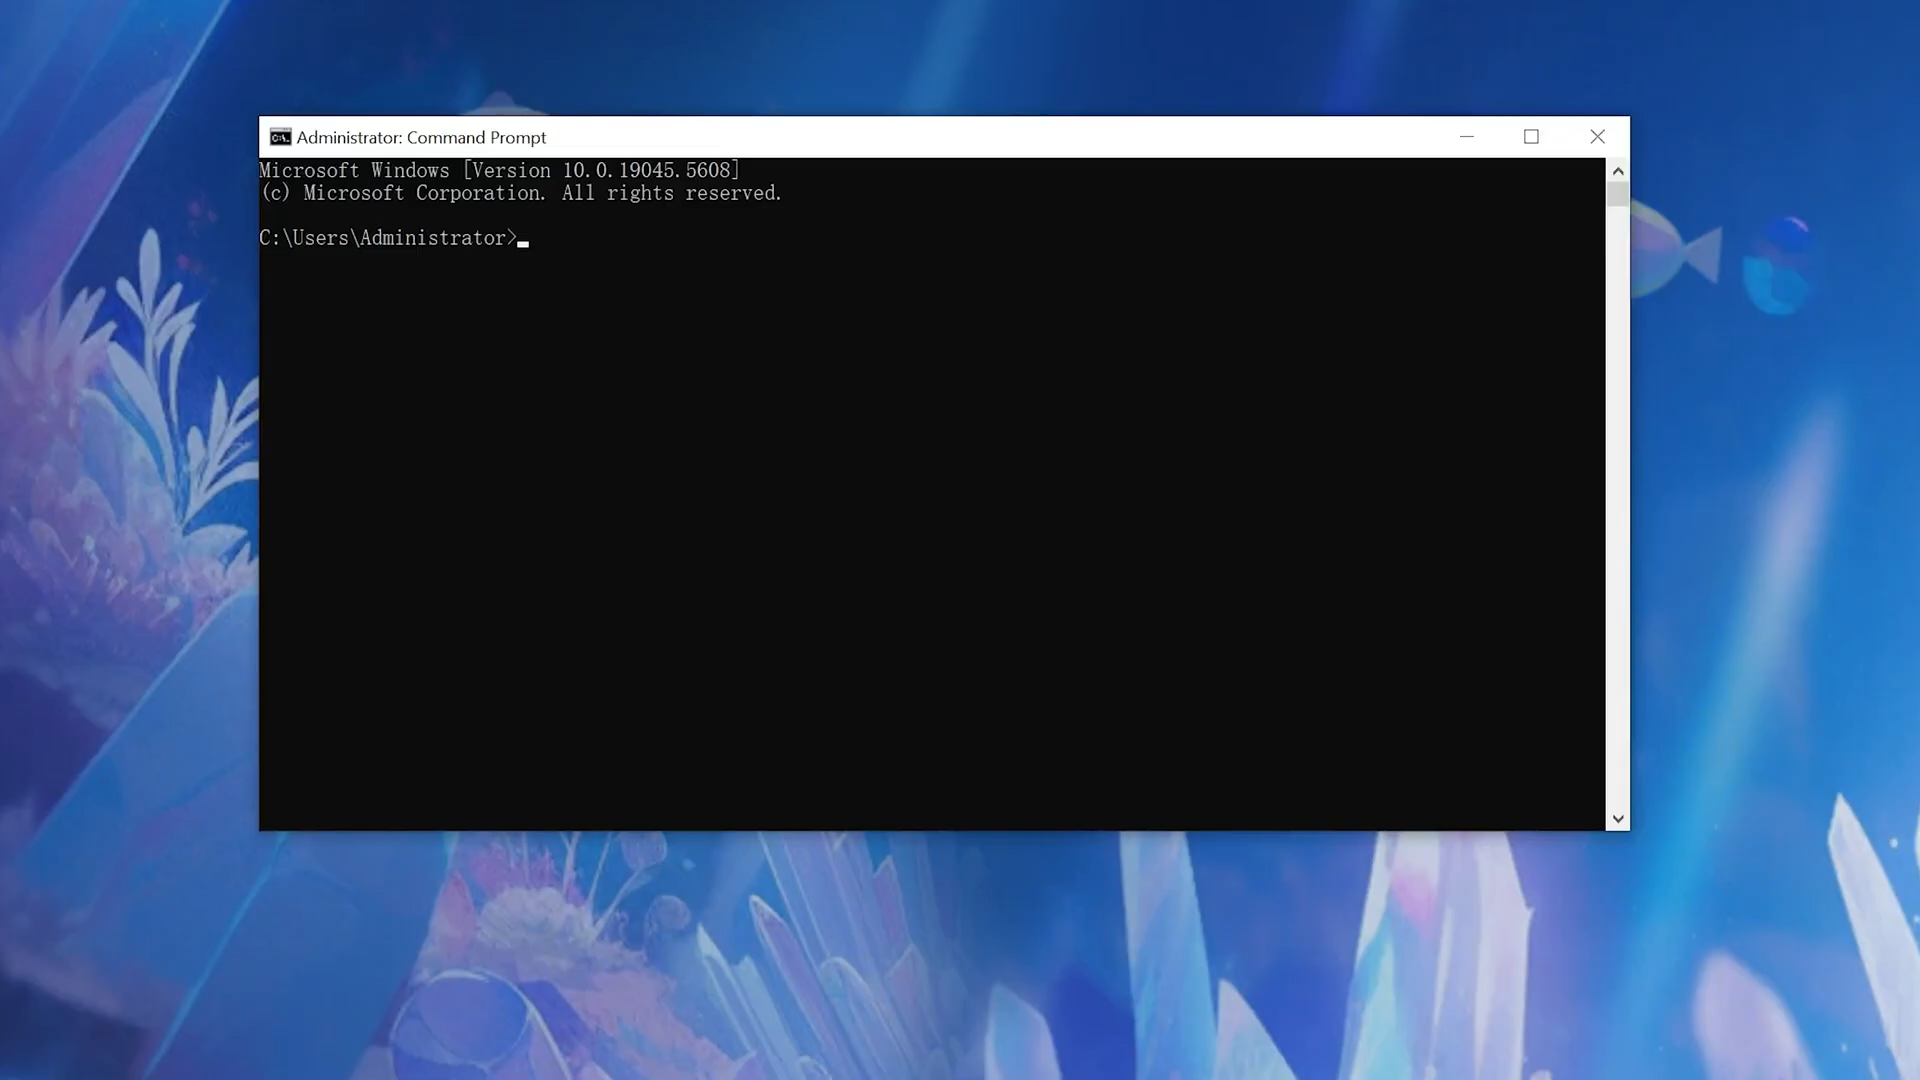 Administrator: Command Prompt
Microsoft Windows [Version 10.0.19045.5608]
(c) Microsoft Corporation. All rights reserved.
C:\Users\Administrator>